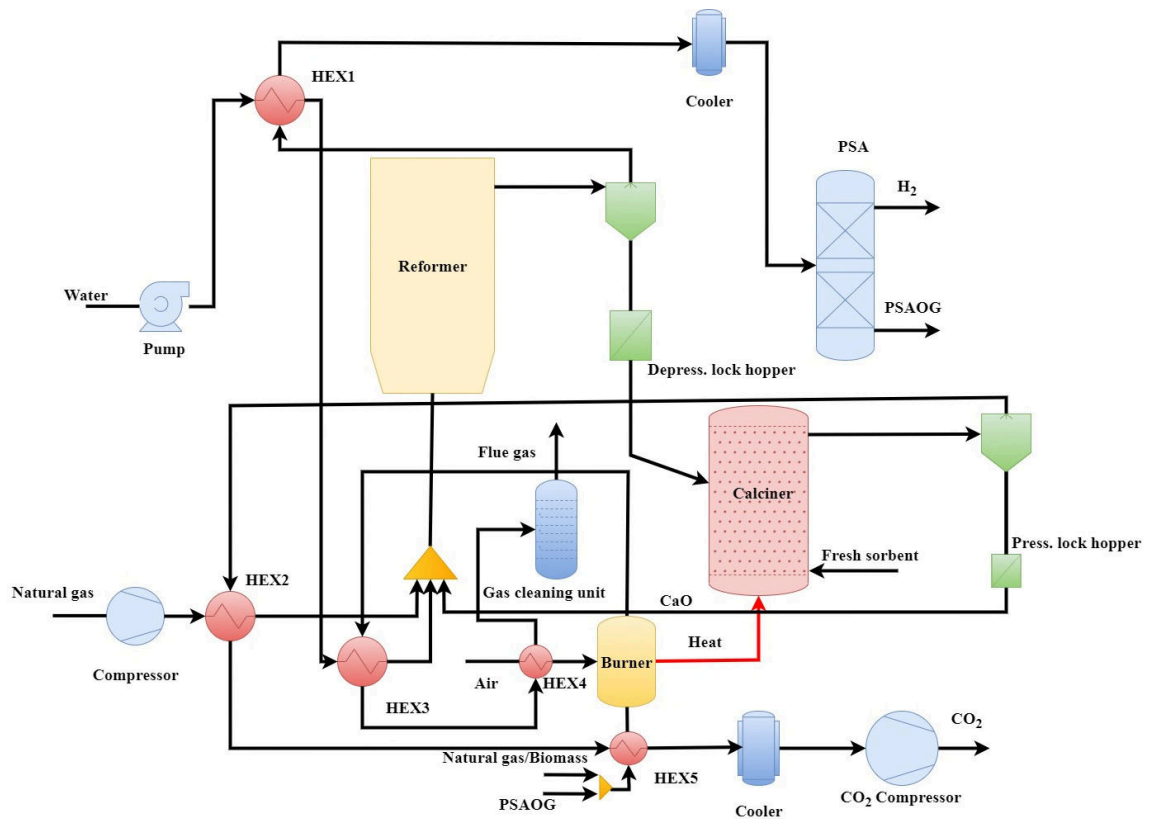 HEX1
Cooler
PSA
H2
Reformer
Water
PSAOG
Pump
Depress. lock hopper
Flue gas
Calciner
Press. lock hopper
Fresh sorbent
HEX2
Natural gas
Gas cleaning unit
CaO
Heat
Burner
Compressor
Air
HEX4
HEX3
CO2
Natural gas/Biomass
HEX5
PSAOG
Cooler
CO2 Compressor